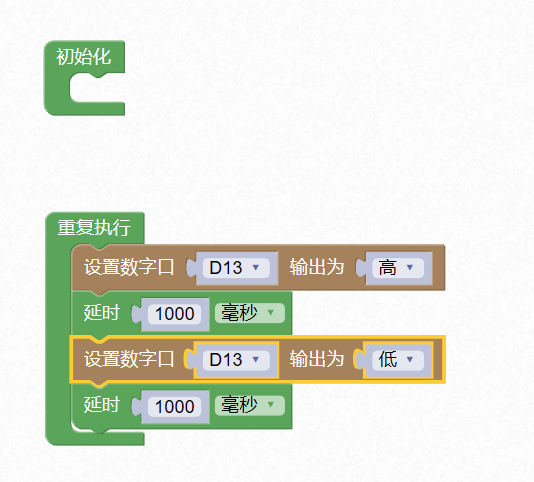 初始化
重复执行
设置数字口 D13 输出为 高
延时 1000 毫秒
设置数字口 D13 输出为 低
延时 1000 毫秒